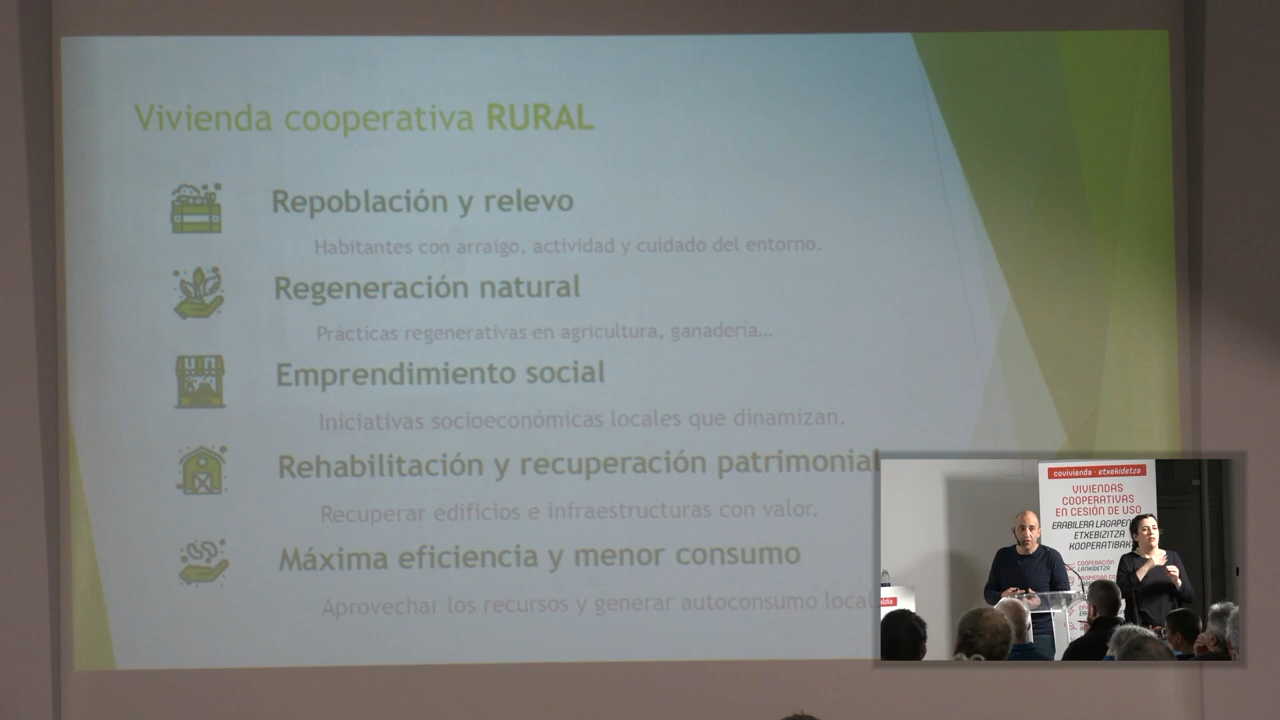 Vivienda cooperativa RURAL
Repoblación y relevo
Habitantes con arraigo, actividad y cuidado del entorno.
Regeneración natural
Prácticas regenerativas en agricultura, ganadería...
Emprendimiento social
Iniciativas socioeconómicas locales que dinamizan.
Rehabilitación y recuperación patrimonial
Recuperar edificios e infraestructuras con valor.
Máxima eficiencia y menor consumo
Aprovechar los recursos y generar autoconsumo local
covivienda · etxekidetza
VIVIENDAS
COOPERATIVAS
EN CESIÓN DE USO
ERABILERA LAGAPEN
ETXEBIZITZA
KOOPERATIBAK
COOPERACIÓN
LANKIDETZA